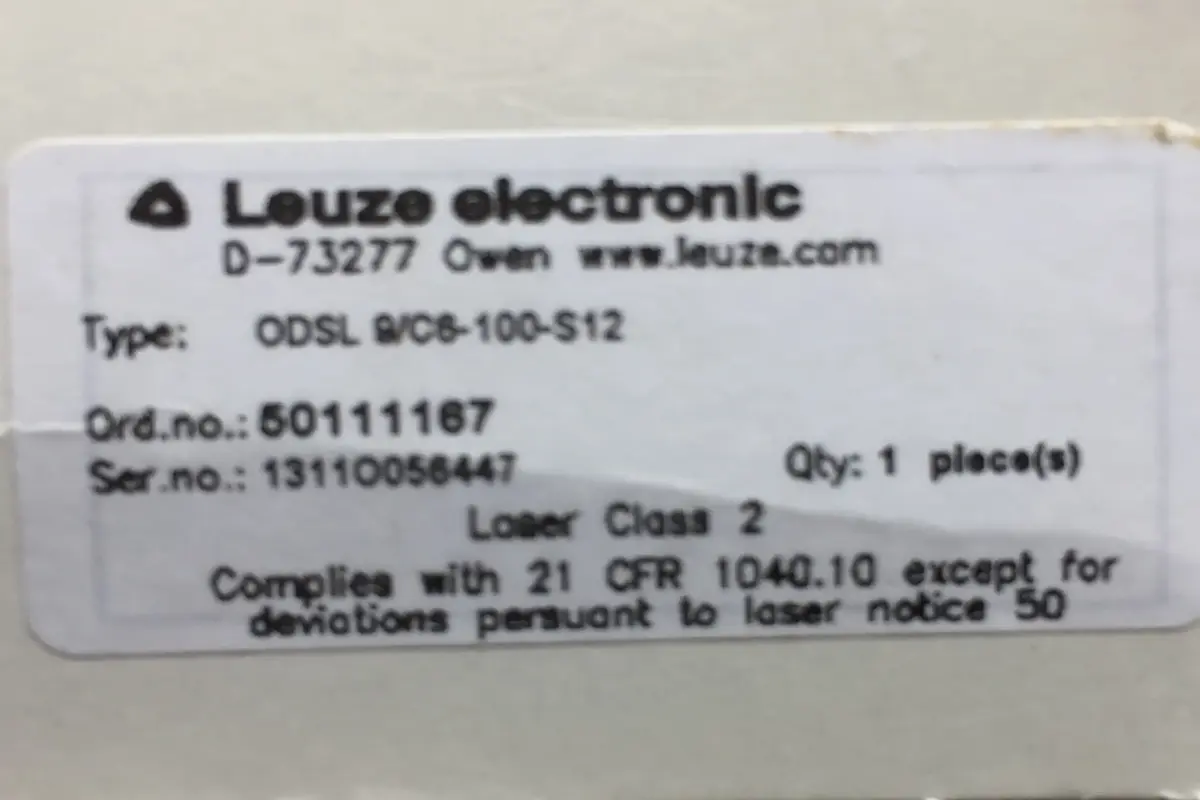 Leuze electronic
D-73277 Owen www.leuze.com
Type: ODSL 9/C6-100-S12
Ord.no.: 50111167
Ser.no.: 13110056447
Qty: 1 piece(s)
Laser Class 2
Complies with 21 CFR 1040.10 except for
deviations persuant to laser notice 50